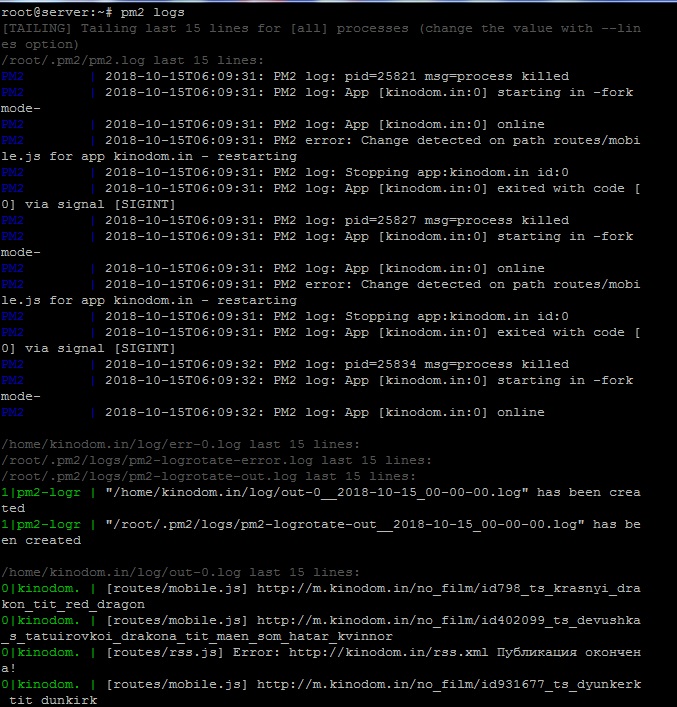 root@server:~# pm2 logs
[TAILING] Tailing last 15 lines for [all] processes (change the value with --lin
es option)
/root/.pm2/pm2.log last 15 lines:
PM2        | 2018-10-15T06:09:31: PM2 log: pid=25821 msg=process killed
PM2        | 2018-10-15T06:09:31: PM2 log: App [kinodom.in:0] starting in -fork
mode-
PM2        | 2018-10-15T06:09:31: PM2 log: App [kinodom.in:0] online
PM2        | 2018-10-15T06:09:31: PM2 error: Change detected on path routes/mobi
le.js for app kinodom.in - restarting
PM2        | 2018-10-15T06:09:31: PM2 log: Stopping app:kinodom.in id:0
PM2        | 2018-10-15T06:09:31: PM2 log: App [kinodom.in:0] exited with code [
0] via signal [SIGINT]
PM2        | 2018-10-15T06:09:31: PM2 log: pid=25827 msg=process killed
PM2        | 2018-10-15T06:09:31: PM2 log: App [kinodom.in:0] starting in -fork
mode-
PM2        | 2018-10-15T06:09:31: PM2 log: App [kinodom.in:0] online
PM2        | 2018-10-15T06:09:31: PM2 error: Change detected on path routes/mobi
le.js for app kinodom.in - restarting
PM2        | 2018-10-15T06:09:31: PM2 log: Stopping app:kinodom.in id:0
PM2        | 2018-10-15T06:09:31: PM2 log: App [kinodom.in:0] exited with code [
0] via signal [SIGINT]
PM2        | 2018-10-15T06:09:32: PM2 log: pid=25834 msg=process killed
PM2        | 2018-10-15T06:09:32: PM2 log: App [kinodom.in:0] starting in -fork
mode-
PM2        | 2018-10-15T06:09:32: PM2 log: App [kinodom.in:0] online
/home/kinodom.in/log/err-0.log last 15 lines:
/root/.pm2/logs/pm2-logrotate-error.log last 15 lines:
/root/.pm2/logs/pm2-logrotate-out.log last 15 lines:
1|pm2-logr | "/home/kinodom.in/log/out-0__2018-10-15_00-00-00.log" has been crea
ted
1|pm2-logr | "/root/.pm2/logs/pm2-logrotate-out__2018-10-15_00-00-00.log" has be
en created
/home/kinodom.in/log/out-0.log last 15 lines:
0|kinodom. | [routes/mobile.js] http://m.kinodom.in/no_film/id798_ts_krasnyi_dra
kon_tit_red_dragon
0|kinodom. | [routes/mobile.js] http://m.kinodom.in/no_film/id402099_ts_devushka
_s_tatuirovkoi_drakona_tit_maen_som_hatar_kvinnor
0|kinodom. | [routes/rss.js] Error: http://kinodom.in/rss.xml Публикация окончен
а!
0|kinodom. | [routes/mobile.js] http://m.kinodom.in/no_film/id931677_ts_dyunkerk
_tit_dunkirk